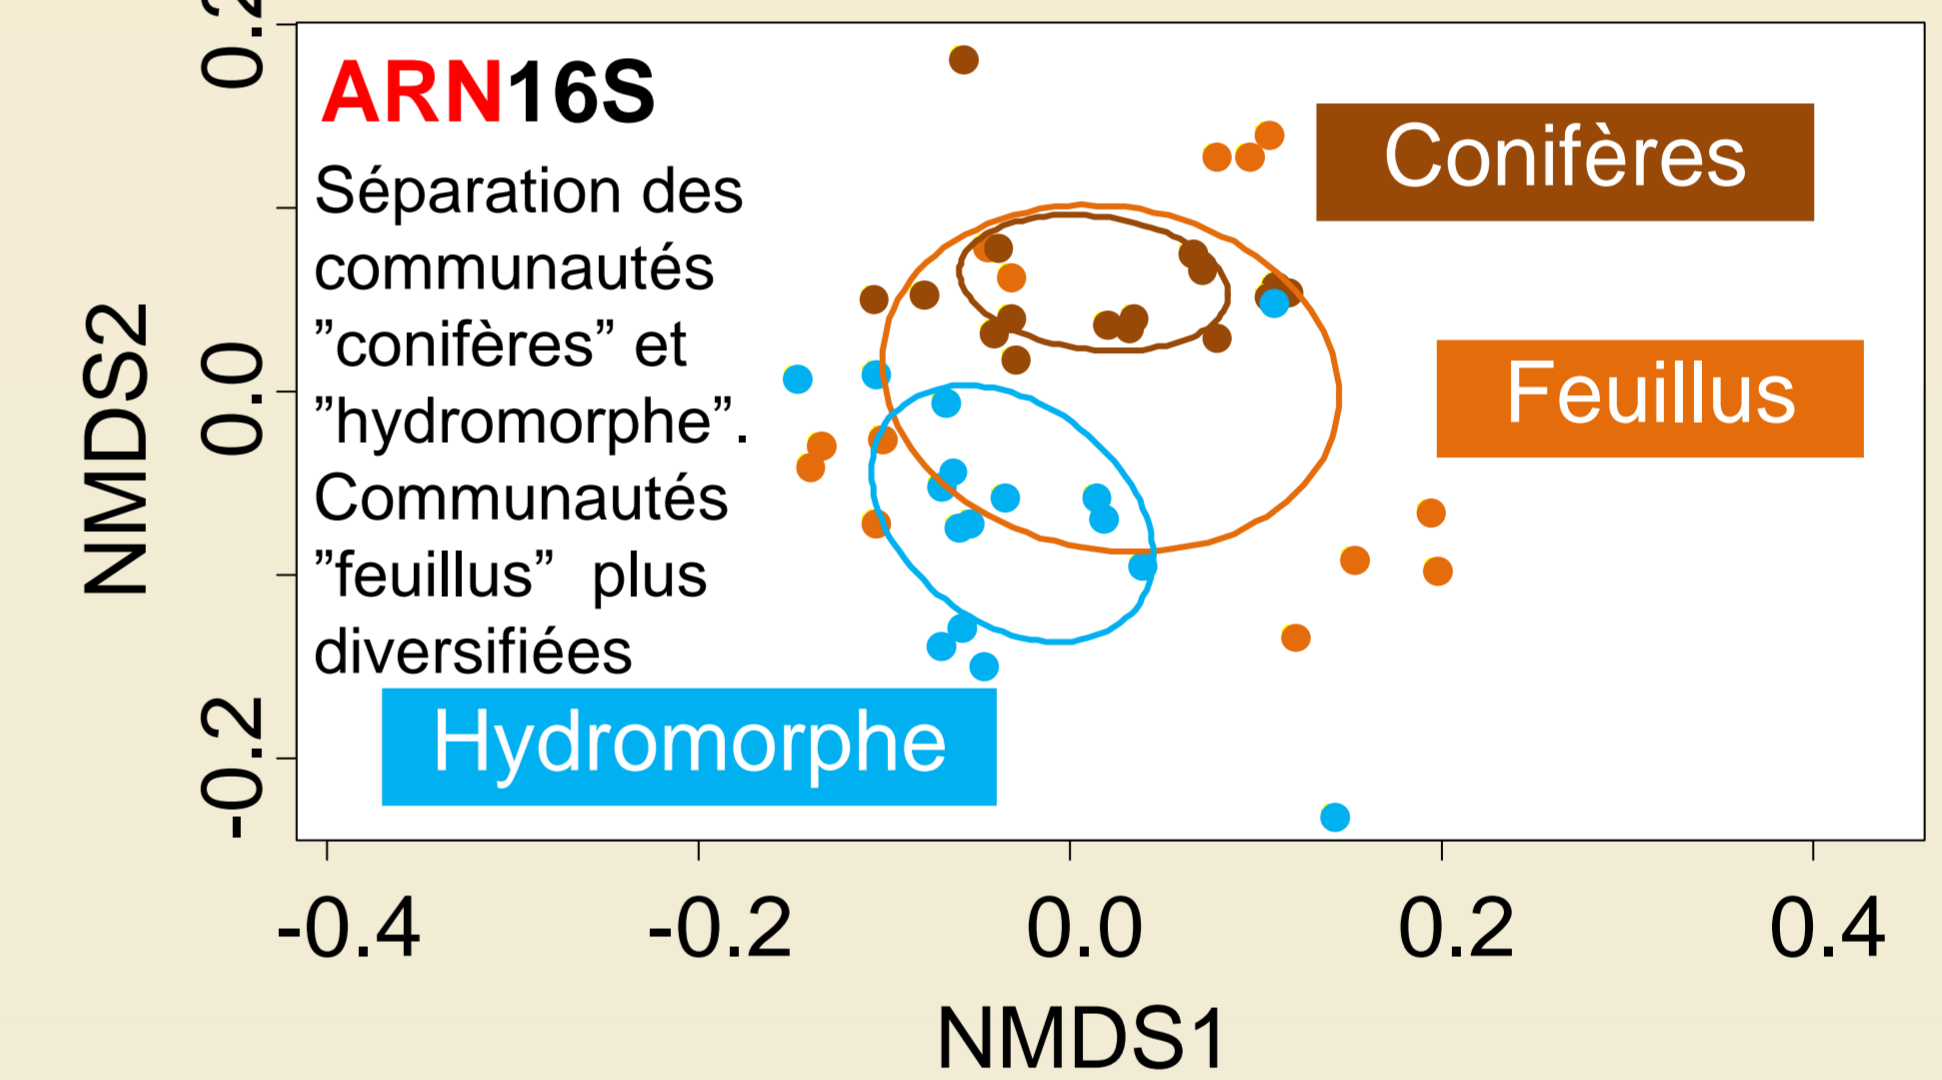 ARN16S
Séparation des
communautés
”conifères” et
”hydromorphe”.
Communautés
”feuillus” plus
diversifiées
Conifères
Feuillus
Hydromorphe
NMDS2
0.2
0.0
-0.2
-0.4 -0.2 0.0 0.2 0.4
NMDS1